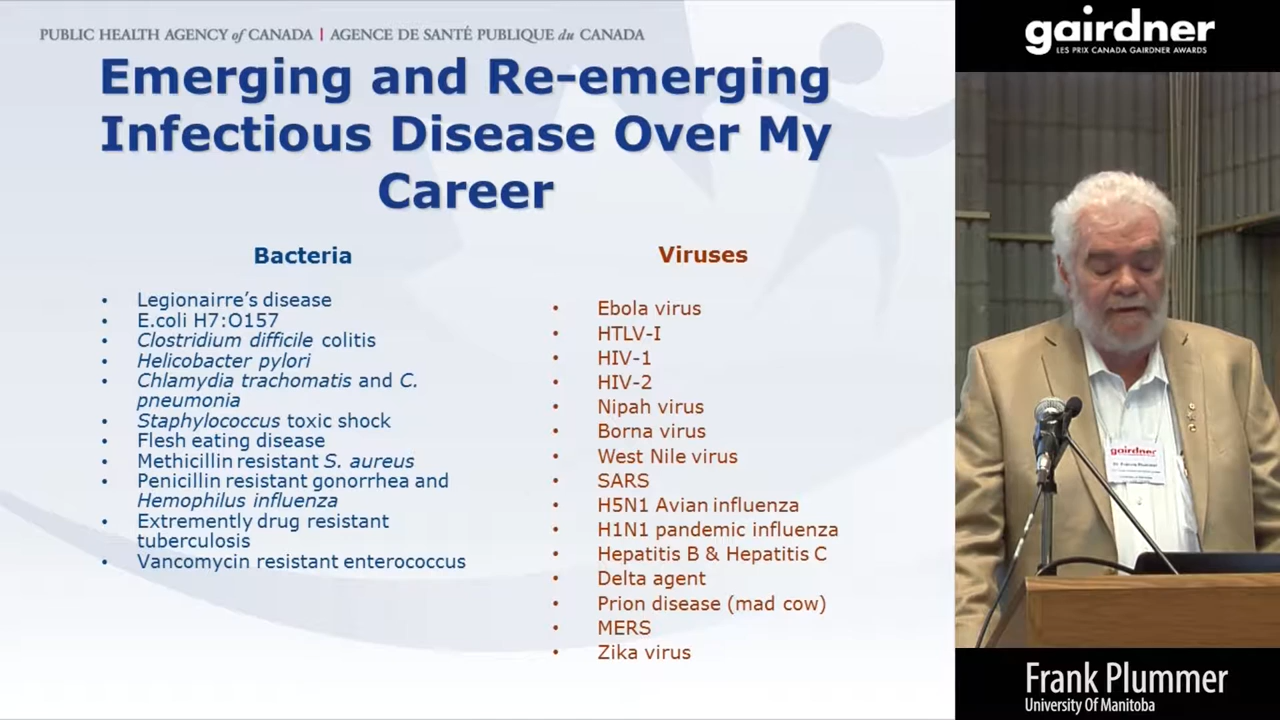 PUBLIC HEALTH AGENCY of CANADA | AGENCE DE SANTÉ PUBLIQUE du CANADA
Emerging and Re-emerging
Infectious Disease Over My
Career
Bacteria
• Legionairre’s disease
• E.coli H7:O157
• Clostridium difficile colitis
• Helicobacter pylori
• Chlamydia trachomatis and C.
pneumonia
• Staphylococcus toxic shock
• Flesh eating disease
• Methicillin resistant S. aureus
• Penicillin resistant gonorrhea and
Hemophilus influenza
• Extremently drug resistant
tuberculosis
• Vancomycin resistant enterococcus
Viruses
• Ebola virus
• HTLV-I
• HIV-1
• HIV-2
• Nipah virus
• Borna virus
• West Nile virus
• SARS
• H5N1 Avian influenza
• H1N1 pandemic influenza
• Hepatitis B & Hepatitis C
• Delta agent
• Prion disease (mad cow)
• MERS
• Zika virus
gairdner
LES PRIX CANADA GAIRDNER AWARDS
gairdner
Frank Plummer
University Of Manitoba